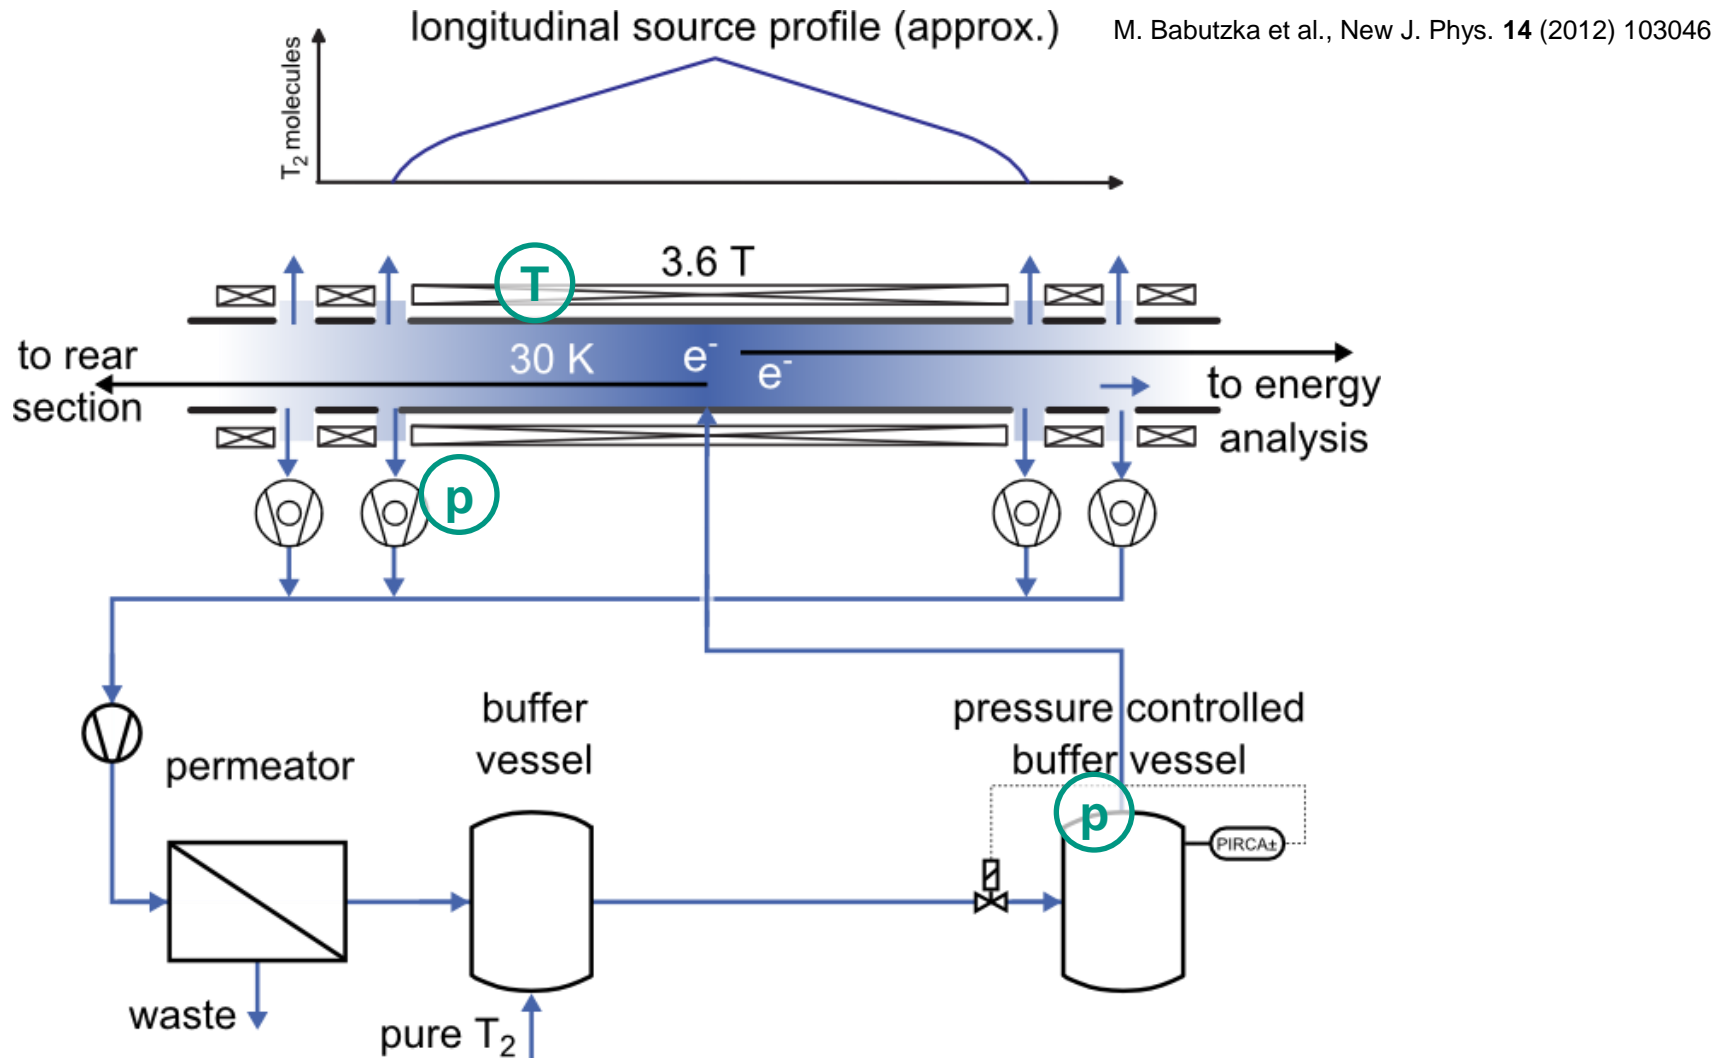 longitudinal source profile (approx.)
M. Babutzka et al., New J. Phys. 14 (2012) 103046
T2 molecules
T
3.6 T
to rear
section
30 K
e-
e-
to energy
analysis
p
buffer
vessel
pressure controlled
buffer vessel
permeator
p
PIRCA±
waste
pure T2